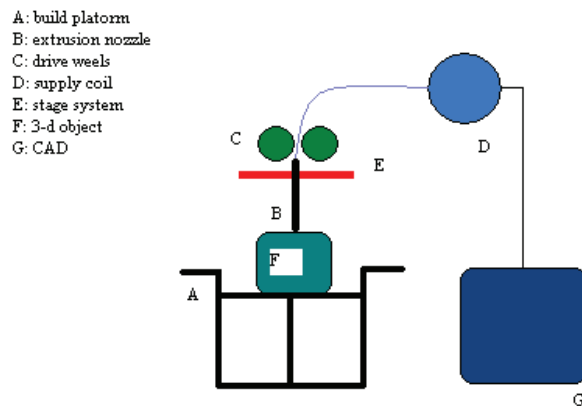 A: build platorm
B: extrusion nozzle
C: drive weels
D: supply coil
E: stage system
F: 3-d object
G: CAD
C
D
E
B
F
A
G